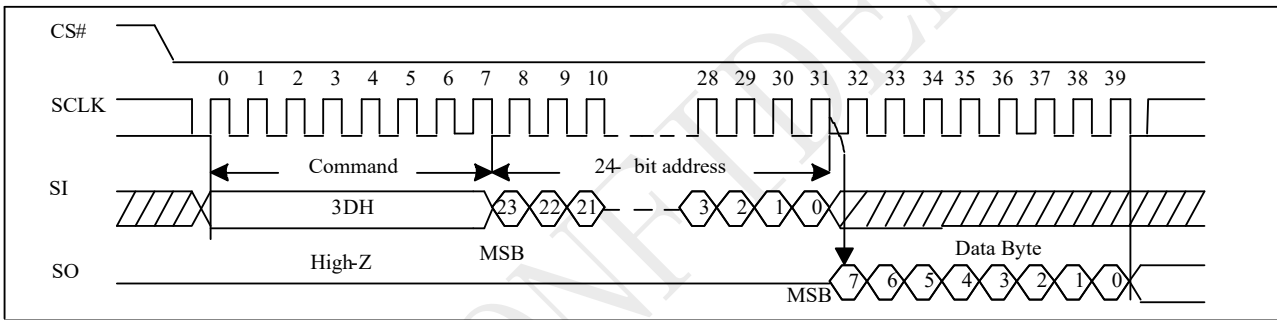 CS#
0 1 2 3 4 5 6 7 8 9 10 28 29 30 31 32 33 34 35 36 37 38 39
SCLK
Command 24- bit address
SI
3DH 23 22 21 3 2 1 0
MSB Data Byte
High-Z
SO
MSB 7 6 5 4 3 2 1 0